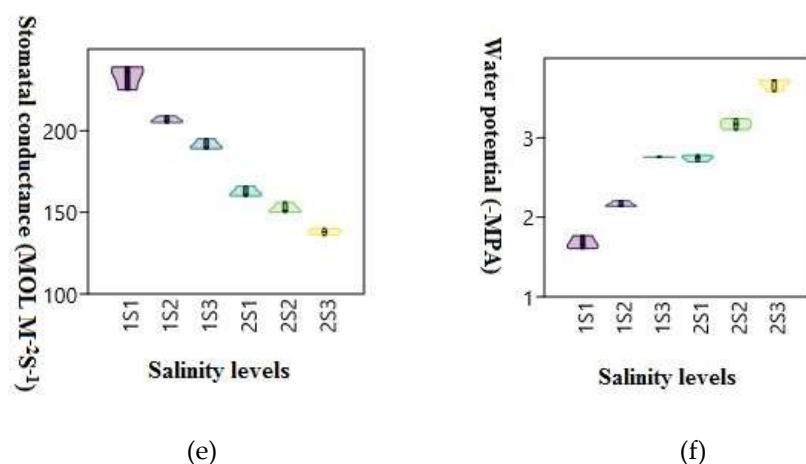 Stomatal conductance (MOL M-2S-1)
200
150
100
1S1
1S2
1S3
2S1
2S2
2S3
Salinity levels
(e)
Water potential (-MPA)
3
2
1
1S1
1S2
1S3
2S1
2S2
2S3
Salinity levels
(f)